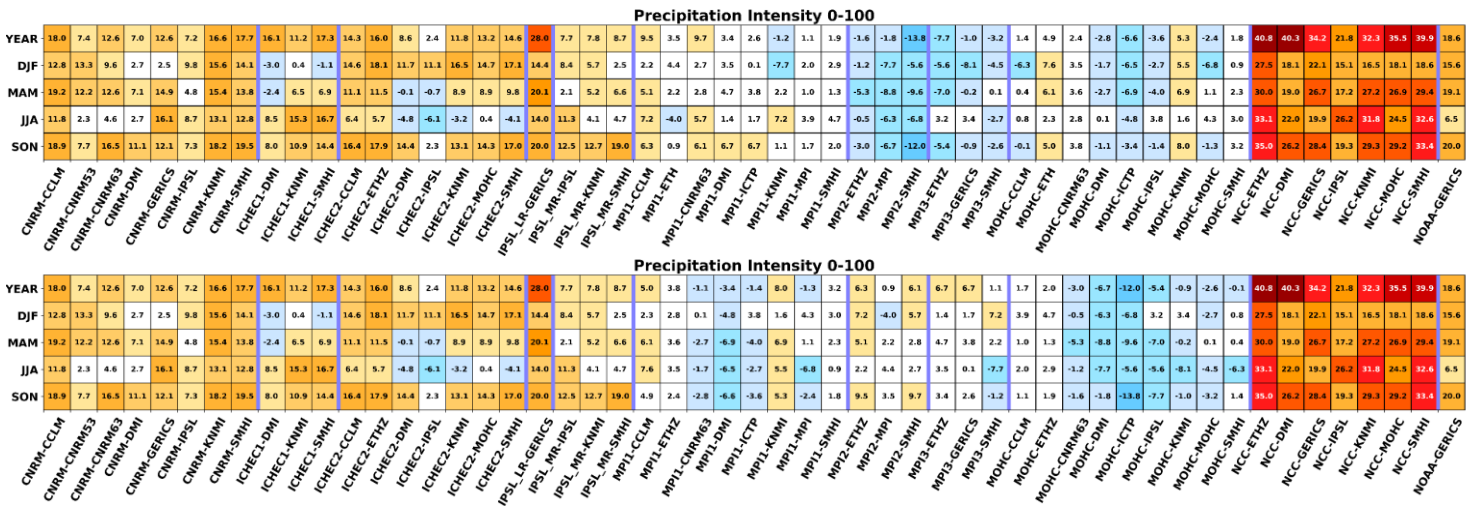 Precipitation Intensity 0-100
YEAR 18.0 7.4 12.6 7.0 12.6 7.2 16.6 17.7 16.1 11.2 17.3 14.3 16.0 8.6 2.4 11.8 13.2 14.6 28.0 7.7 7.8 8.7 9.5 3.5 9.7 3.4 2.6 -1.2 1.1 1.9 -1.6 -1.8 -13.8 -7.7 -1.0 -3.2 1.4 4.9 2.4 -2.8 -6.6 -3.6 5.3 -2.4 1.8 40.8 40.3 34.2 21.8 32.3 35.5 39.9 18.6
DJF 12.8 13.3 9.6 2.7 2.5 9.8 15.6 14.1 -3.0 0.4 -1.1 14.6 18.1 11.7 11.1 16.5 14.7 17.1 14.4 8.4 5.7 2.5 2.2 4.4 2.7 3.5 4.1 -7.7 2.0 2.9 -1.2 -7.7 -5.6 -5.6 -8.1 -4.5 -6.3 7.6 3.5 -1.7 -6.5 -2.7 5.5 -6.8 0.9 27.5 18.1 22.1 15.1 16.5 18.1 18.6 15.6
MAM 19.2 12.2 12.6 7.1 14.9 4.8 15.4 13.8 -2.4 6.5 6.9 11.1 11.5 -0.1 -0.7 8.9 8.9 9.8 20.1 2.1 5.2 6.6 5.1 2.2 2.8 4.7 3.8 2.2 1.0 1.3 -5.3 -8.8 -9.6 -7.0 -0.2 0.1 0.4 6.1 3.6 -2.7 -6.9 -4.0 6.9 1.1 2.3 30.0 19.0 26.7 17.2 27.2 26.9 29.4 19.1
JJA 11.8 2.3 4.6 2.7 16.1 8.7 13.1 12.8 8.5 15.3 16.7 6.4 5.7 -4.8 -6.1 -3.2 0.4 -4.1 14.0 11.3 4.1 4.7 7.2 -4.0 5.7 1.4 1.7 7.2 3.9 4.7 -0.5 -6.3 -6.8 3.2 3.4 -2.7 0.8 2.3 2.8 0.1 -4.8 3.8 1.6 4.3 3.0 33.1 22.0 19.9 26.2 31.8 24.5 32.6 6.5
SON 18.9 7.7 16.5 11.1 12.1 7.3 18.2 19.5 8.0 10.9 14.4 16.4 17.9 14.4 2.3 13.1 14.3 17.0 20.0 12.5 12.7 19.0 6.3 0.9 9.1 6.7 6.7 1.1 1.7 2.0 -3.0 -6.7 -12.0 -5.4 -0.9 -2.6 -0.1 5.0 3.8 -1.1 -3.4 -1.4 8.0 -1.3 3.2 35.0 26.2 28.4 19.3 29.3 29.2 33.4 20.0
CNRM-CCLM CNRM-CNRM53 CNRM-CNRM63 CNRM-DMI CNRM-GERICS CNRM-IPSL CNRM-KNMI CNRM-SMHI ICHEC1-DMI ICHEC1-KNMI ICHEC1-SMHI ICHEC2-CCLM ICHEC2-ETHZ ICHEC2-DMI ICHEC2-IPSL ICHEC2-KNMI ICHEC2-MOHC ICHEC2-SMHI IPSL_LR-GERICS IPSL_MR-IPSL IPSL_MR-KNMI IPSL_MR-SMHI MPI1-CCLM MPI1-ETH MPI1-CNRM63 MPI1-DMI MPI1-ICTP MPI1-KNMI MPI1-MPI MPI1-SMHI MPI2-ETHZ MPI2-MPI MPI2-SMHI MPI3-ETHZ MPI3-GERICS MPI3-SMHI MOHC-CCLM MOHC-ETH MOHC-CNRM63 MOHC-DMI MOHC-ICTP MOHC-IPSL MOHC-KNMI MOHC-MOHC MOHC-SMHI NCC-ETHZ NCC-DMI NCC-GERICS NCC-IPSL NCC-KNMI NCC-MOHC NCC-SMHI NOAA-GERICS
Precipitation Intensity 0-100
YEAR 18.0 7.4 12.6 7.0 12.6 7.2 16.6 17.7 16.1 11.2 17.3 14.3 16.0 8.6 2.4 11.8 13.2 14.6 28.0 7.7 7.8 8.7 5.0 3.8 -1.1 -3.4 -1.4 8.0 -1.3 3.2 6.3 0.9 6.1 6.7 6.7 1.1 1.7 2.0 -3.0 -6.7 -12.0 -5.4 -0.9 -2.6 -0.1 40.8 40.3 34.2 21.8 32.3 35.5 39.9 18.6
DJF 12.8 13.3 9.6 2.7 2.5 9.8 15.6 14.1 -3.0 0.4 -1.1 14.6 18.1 11.7 11.1 16.5 14.7 17.1 14.4 8.4 5.7 2.5 2.3 2.8 0.1 -4.8 3.8 1.6 4.3 3.0 7.2 -4.0 5.7 1.4 1.7 7.2 3.9 4.7 -0.5 -6.3 -6.8 3.2 3.4 -2.7 0.8 27.5 18.1 22.1 15.1 16.5 18.1 18.6 15.6
MAM 19.2 12.2 12.6 7.1 14.9 4.8 15.4 13.8 -2.4 6.5 6.9 11.1 11.5 -0.1 -0.7 8.9 8.9 9.8 20.1 2.1 5.2 6.6 6.1 3.6 -2.7 -6.9 -4.0 6.9 1.1 2.3 5.1 2.2 2.8 4.7 3.8 2.2 1.0 1.3 -5.3 -8.8 -9.6 -7.0 -0.2 0.1 0.4 30.0 19.0 26.7 17.2 27.2 26.9 29.4 19.1
JJA 11.8 2.3 4.6 2.7 16.1 8.7 13.1 12.8 8.5 15.3 16.7 6.4 5.7 -4.8 -6.1 -3.2 0.4 -4.1 14.0 11.3 4.1 4.7 7.6 3.5 -1.7 -6.5 -2.7 5.5 -6.8 0.9 2.2 4.4 2.7 3.5 4.1 -7.7 2.0 2.9 -1.2 -7.7 -5.6 -5.6 -8.1 -4.5 -6.3 33.1 22.0 19.9 26.2 31.8 24.5 32.6 6.5
SON 18.9 7.7 16.5 11.1 12.1 7.3 18.2 19.5 8.0 10.9 14.4 16.4 17.9 14.4 2.3 13.1 14.3 17.0 20.0 12.5 12.7 19.0 4.9 2.4 -2.8 -6.6 -3.6 5.3 -2.4 1.8 9.5 3.5 9.7 3.4 2.6 -1.2 1.1 1.9 -1.6 -1.8 -13.8 -7.7 -1.0 -3.2 1.4 35.0 26.2 28.4 19.3 29.3 29.2 33.4 20.0
CNRM-CCLM CNRM-CNRM53 CNRM-CNRM63 CNRM-DMI CNRM-GERICS CNRM-IPSL CNRM-KNMI CNRM-SMHI ICHEC1-DMI ICHEC1-KNMI ICHEC1-SMHI ICHEC2-CCLM ICHEC2-ETHZ ICHEC2-DMI ICHEC2-IPSL ICHEC2-KNMI ICHEC2-MOHC ICHEC2-SMHI IPSL_LR-GERICS IPSL_MR-IPSL IPSL_MR-KNMI IPSL_MR-SMHI MPI1-CCLM MPI1-ETHZ MPI1-CNRM63 MPI1-DMI MPI1-ICTP MPI1-KNMI MPI1-MPI MPI1-SMHI MPI2-ETHZ MPI2-MPI MPI2-SMHI MPI3-ETHZ MPI3-GERICS MPI3-SMHI MOHC-CCLM MOHC-ETHZ MOHC-CNRM63 MOHC-DMI MOHC-ICTP MOHC-IPSL MOHC-KNMI MOHC-MOHC MOHC-SMHI NCC-ETHZ NCC-DMI NCC-GERICS NCC-IPSL NCC-KNMI NCC-MOHC NCC-SMHI NOAA-GERICS